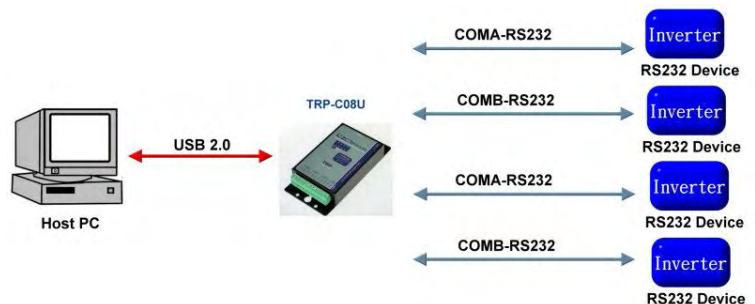 COMA-RS232
Inverter
RS232 Device
TRP-C08U
COMB-RS232
Inverter
RS232 Device
USB 2.0
Host PC
COMA-RS232
Inverter
RS232 Device
COMB-RS232
Inverter
RS232 Device